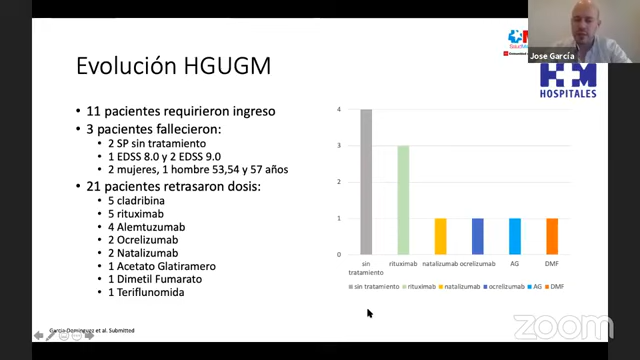 Jose García
Evolución HGUGM
HM
HOSPITALES
• 11 pacientes requirieron ingreso
• 3 pacientes fallecieron:
• 2 SP sin tratamiento
• 1 EDSS 8.0 y 2 EDSS 9.0
• 2 mujeres, 1 hombre 53,54 y 57 años
• 21 pacientes retrasaron dosis:
• 5 cladribina
• 5 rituximab
• 4 Alemtuzumab
• 2 Ocrelizumab
• 2 Natalizumab
• 1 Acetato Glatiramero
• 1 Dimetil Fumarato
• 1 Teriflunomida
4
3
2
1
0
sin tratamiento
rituximab
natalizumab
ocrelizumab
AG
DMF
sin tratamiento rituximab natalizumab ocrelizumab AG DMF
Garcia Dominguez et al. Submitted
zoom